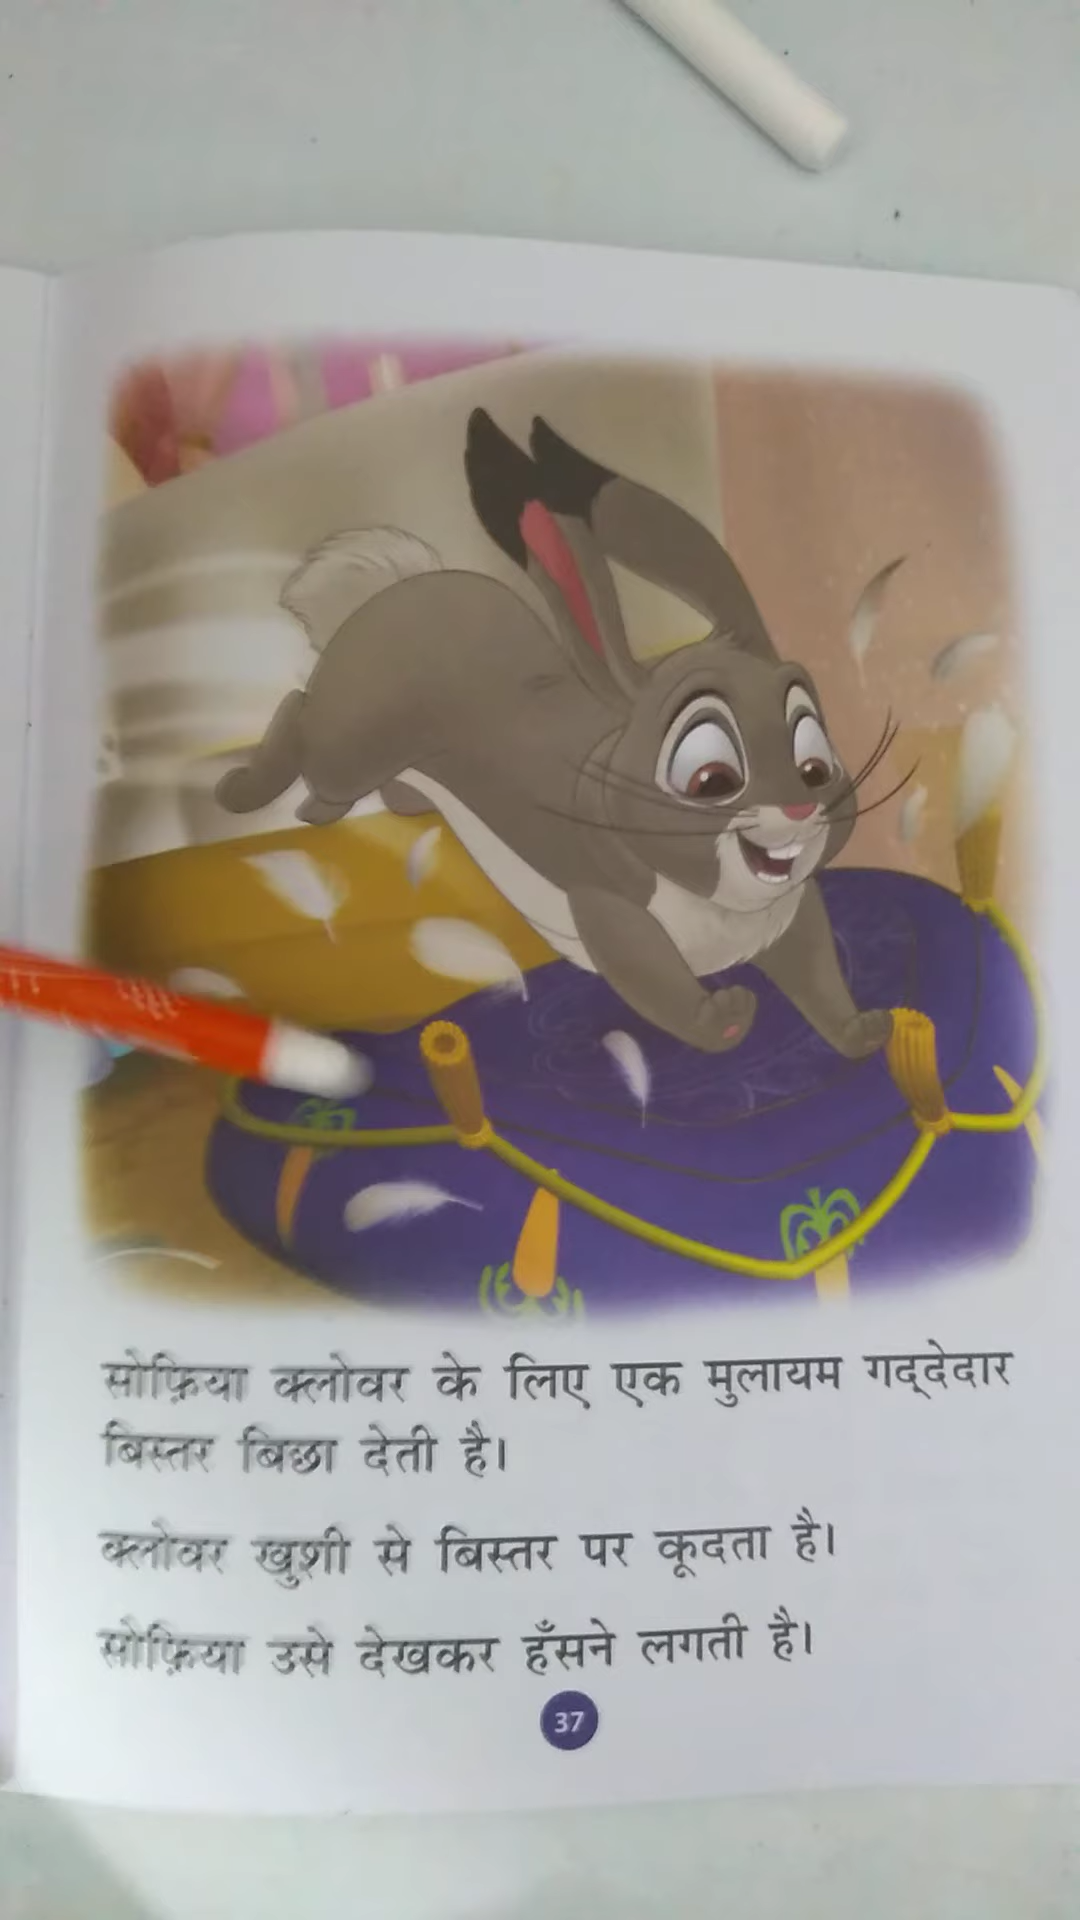 सोफ़िया क्लोवर के लिए एक मुलायम गद्देदार
बिस्तर बिछा देती है।
क्लोवर खुशी से बिस्तर पर कूदता है।
सोफ़िया उसे देखकर हँसने लगती है।
37